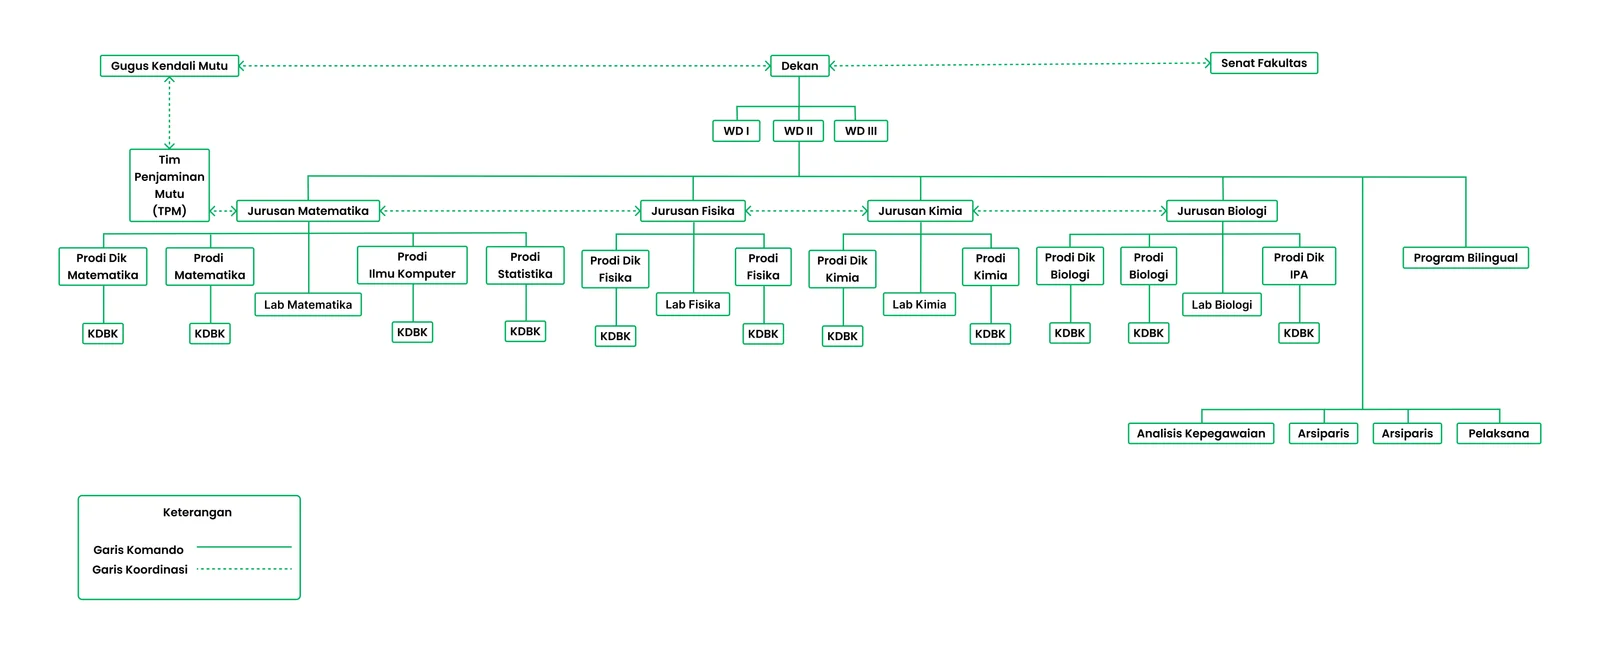 Gugus Kendali Mutu
Dekan
Senat Fakultas
WD I
WD II
WD III
Tim
Penjaminan
Mutu
(TPM)
Jurusan Matematika
Jurusan Fisika
Jurusan Kimia
Jurusan Biologi
Prodi Dik
Matematika
Prodi
Matematika
Lab Matematika
Prodi
Ilmu Komputer
Prodi
Statistika
Prodi Dik
Fisika
Lab Fisika
Prodi
Fisika
Prodi Dik
Kimia
Lab Kimia
Prodi
Kimia
Prodi Dik
Biologi
Prodi
Biologi
Lab Biologi
Prodi Dik
IPA
Program Bilingual
KDBK
KDBK
KDBK
KDBK
KDBK
KDBK
KDBK
KDBK
KDBK
KDBK
KDBK
Analisis Kepegawaian
Arsiparis
Arsiparis
Pelaksana
Keterangan
Garis Komando
Garis Koordinasi